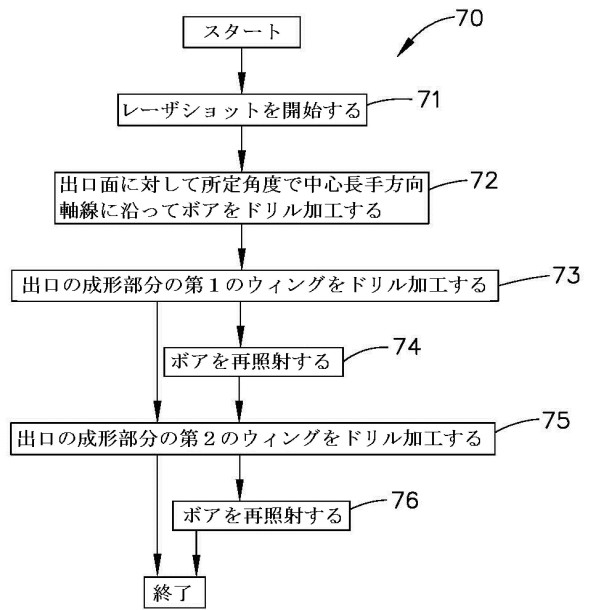 スタート
70
レーザショットを開始する
71
出口面に対して所定角度で中心長手方向
軸線に沿ってボアをドリル加工する
72
出口の成形部分の第１のウィングをドリル加工する
73
ボアを再照射する
74
出口の成形部分の第２のウィングをドリル加工する
75
ボアを再照射する
76
終了